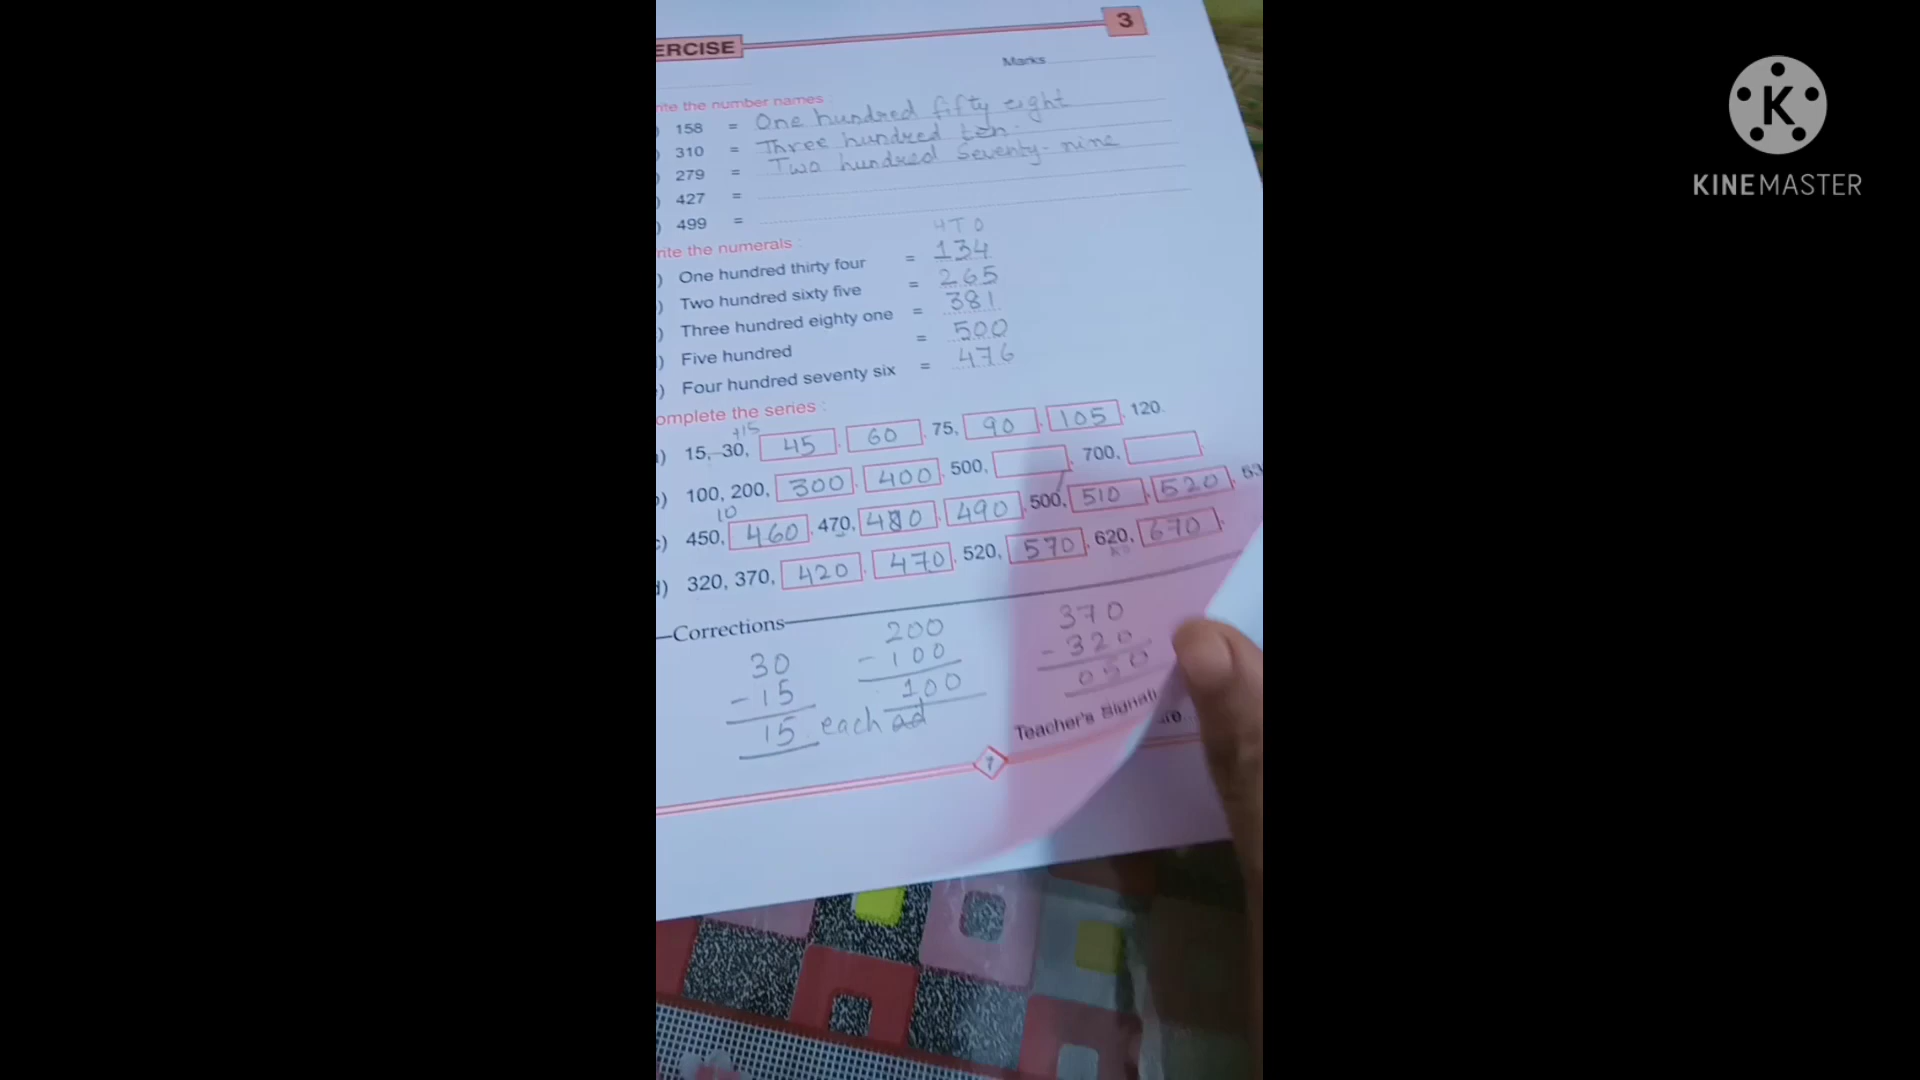 ERCISE 3
Marks
ite the number names :
) 158 = One hundred fifty eight
) 310 = Three hundred ten.
) 279 = Two hundred Seventy-nine
) 427 =
) 499 =
rite the numerals :
H T O
) One hundred thirty four = 134
) Two hundred sixty five = 265
) Three hundred eighty one = 381
) Five hundred = 500
) Four hundred seventy six = 476
omplete the series :
+15
) 15, 30, 45, 60, 75, 90, 105, 120.
) 100, 200, 300, 400, 500, , 700, .
10
c) 450, 460, 470, 480, 490, 500, 510, 520, 53
d) 320, 370, 420, 470, 520, 570, 620, 670.
Corrections
30 200 370
- 15 - 100 - 320
15 each ad 100 050
Teacher's Signat
7
KINEMASTER